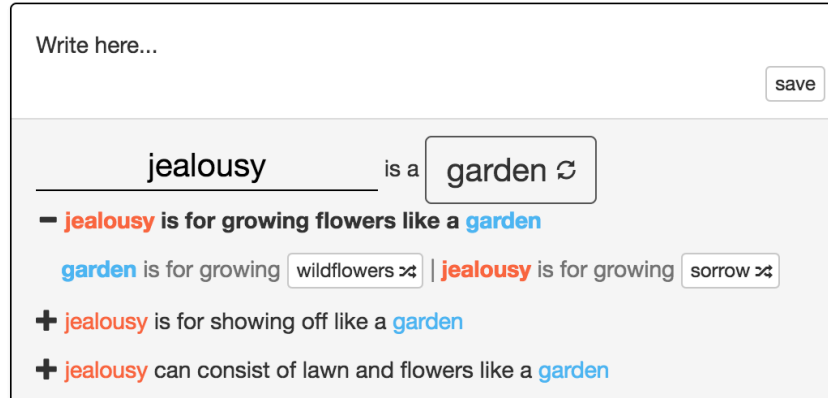 Write here...
save
jealousy is a garden
jealousy is for growing flowers like a garden
garden is for growing wildflowers | jealousy is for growing sorrow
jealousy is for showing off like a garden
jealousy can consist of lawn and flowers like a garden